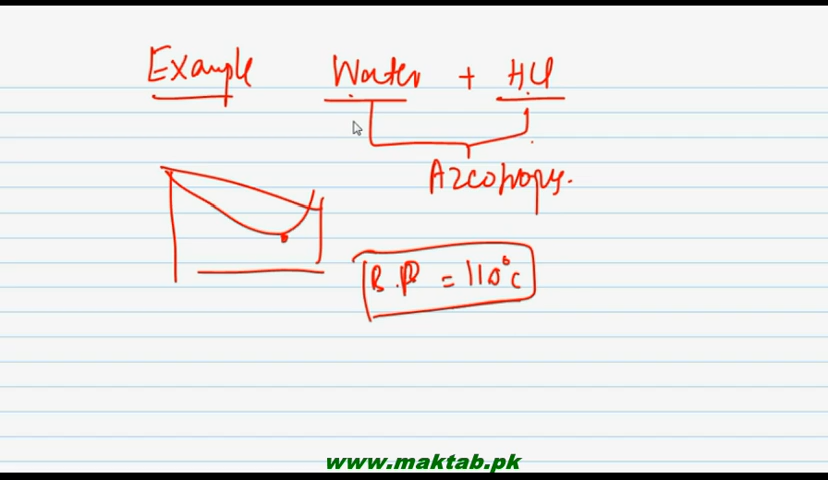 Example Water + HCl
Azeotrope.
B.P = 110°C
www.maktab.pk